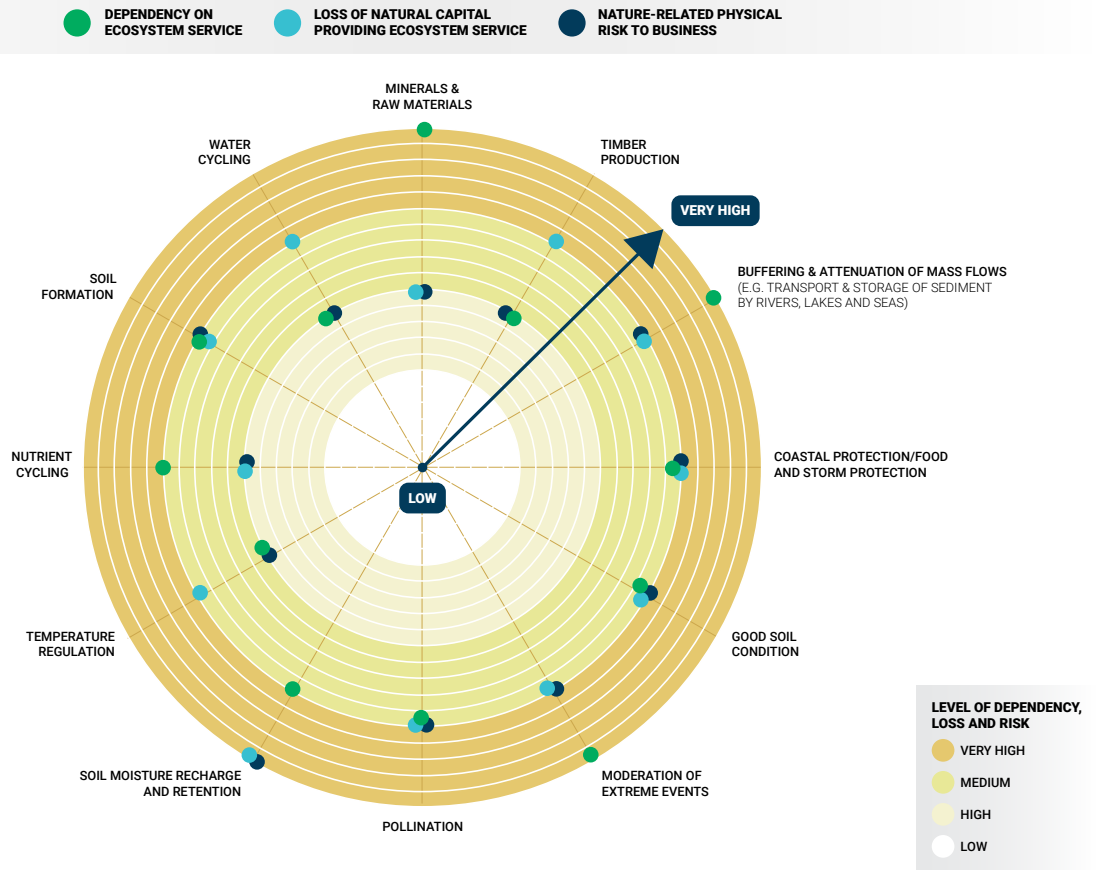 DEPENDENCY ON
ECOSYSTEM SERVICE
LOSS OF NATURAL CAPITAL
PROVIDING ECOSYSTEM SERVICE
NATURE-RELATED PHYSICAL
RISK TO BUSINESS
MINERALS &
RAW MATERIALS
WATER
CYCLING
TIMBER
PRODUCTION
VERY HIGH
BUFFERING & ATTENUATION OF MASS FLOWS
(E.G. TRANSPORT & STORAGE OF SEDIMENT
BY RIVERS, LAKES AND SEAS)
SOIL
FORMATION
NUTRIENT
CYCLING
COASTAL PROTECTION/FOOD
AND STORM PROTECTION
LOW
TEMPERATURE
REGULATION
GOOD SOIL
CONDITION
SOIL MOISTURE RECHARGE
AND RETENTION
MODERATION OF
EXTREME EVENTS
POLLINATION
LEVEL OF DEPENDENCY,
LOSS AND RISK
VERY HIGH
MEDIUM
HIGH
LOW